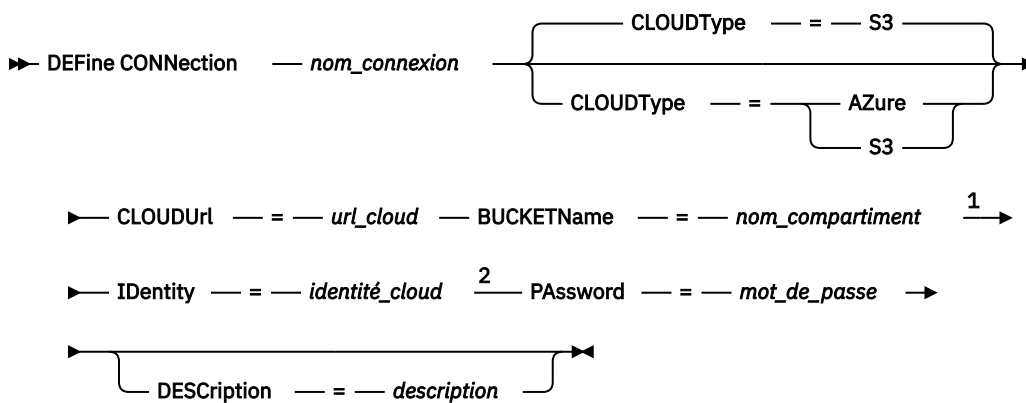 CLOUDType = S3
DEFine CONNection nom_connexion
CLOUDType = AZure
S3
CLOUDUrl = url_cloud BUCKETName = nom_compartiment 1
IDentity = identité_cloud 2 PAssword = mot_de_passe
DESCription = description